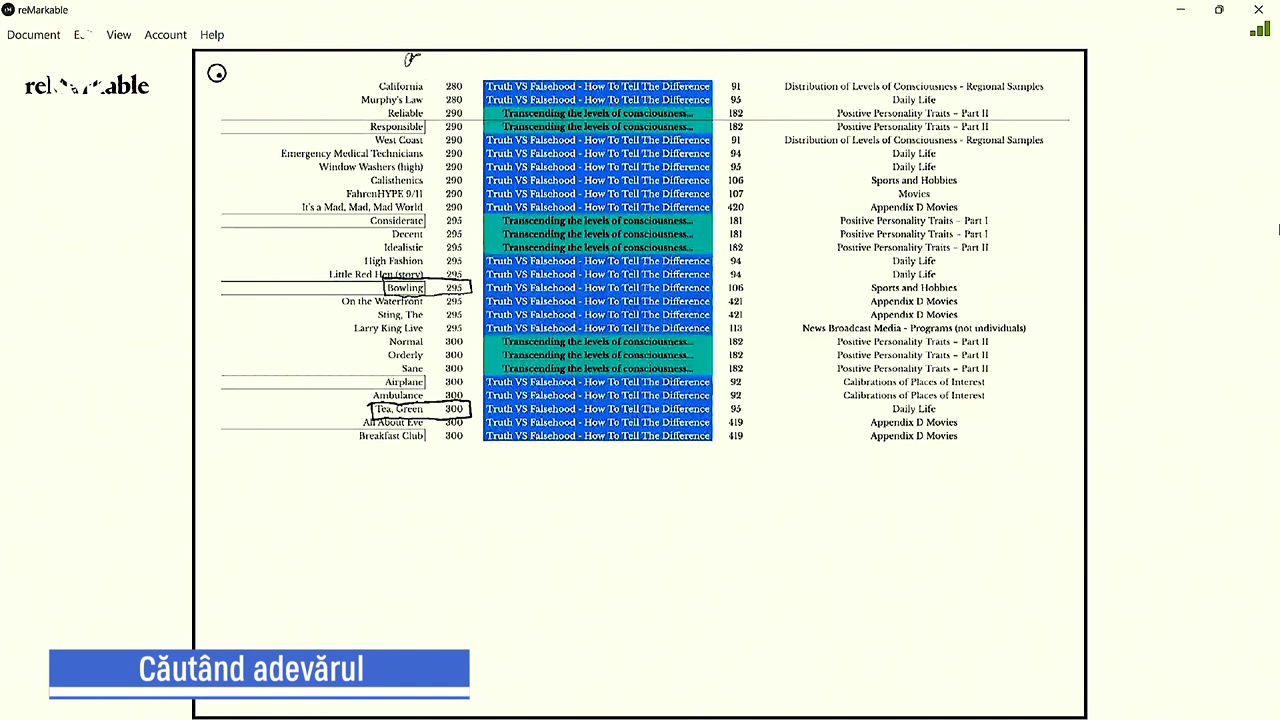 reMarkable
Document View Account Help
California 280 Truth VS Falsehood - How To Tell The Difference 91 Distribution of Levels of Consciousness - Regional Samples
Murphy's Law 280 Truth VS Falsehood - How To Tell The Difference 95 Daily Life
Reliable 290 Transcending the levels of consciousness... 182 Positive Personality Traits – Part II
Responsible 290 Transcending the levels of consciousness... 182 Positive Personality Traits – Part II
West Coast 290 Truth VS Falsehood - How To Tell The Difference 91 Distribution of Levels of Consciousness - Regional Samples
Emergency Medical Technicians 290 Truth VS Falsehood - How To Tell The Difference 94 Daily Life
Window Washers (high) 290 Truth VS Falsehood - How To Tell The Difference 95 Daily Life
Calisthenics 290 Truth VS Falsehood - How To Tell The Difference 106 Sports and Hobbies
FahrenHYPE 9/11 290 Truth VS Falsehood - How To Tell The Difference 107 Movies
It's a Mad, Mad, Mad World 290 Truth VS Falsehood - How To Tell The Difference 420 Appendix D Movies
Considerate 295 Transcending the levels of consciousness... 181 Positive Personality Traits – Part I
Decent 295 Transcending the levels of consciousness... 181 Positive Personality Traits – Part I
Idealistic 295 Transcending the levels of consciousness... 182 Positive Personality Traits – Part II
High Fashion 295 Truth VS Falsehood - How To Tell The Difference 94 Daily Life
Little Red Hen (story) 295 Truth VS Falsehood - How To Tell The Difference 94 Daily Life
Bowling 295 Truth VS Falsehood - How To Tell The Difference 106 Sports and Hobbies
On the Waterfront 295 Truth VS Falsehood - How To Tell The Difference 421 Appendix D Movies
Sting, The 295 Truth VS Falsehood - How To Tell The Difference 421 Appendix D Movies
Larry King Live 295 Truth VS Falsehood - How To Tell The Difference 113 News Broadcast Media - Programs (not individuals)
Normal 300 Transcending the levels of consciousness... 182 Positive Personality Traits – Part II
Orderly 300 Transcending the levels of consciousness... 182 Positive Personality Traits – Part II
Sane 300 Transcending the levels of consciousness... 182 Positive Personality Traits – Part II
Airplane 300 Truth VS Falsehood - How To Tell The Difference 92 Calibrations of Places of Interest
Ambulance 300 Truth VS Falsehood - How To Tell The Difference 92 Calibrations of Places of Interest
Tea, Green 300 Truth VS Falsehood - How To Tell The Difference 95 Daily Life
All About Eve 300 Truth VS Falsehood - How To Tell The Difference 419 Appendix D Movies
Breakfast Club 300 Truth VS Falsehood - How To Tell The Difference 419 Appendix D Movies
Căutând adevărul